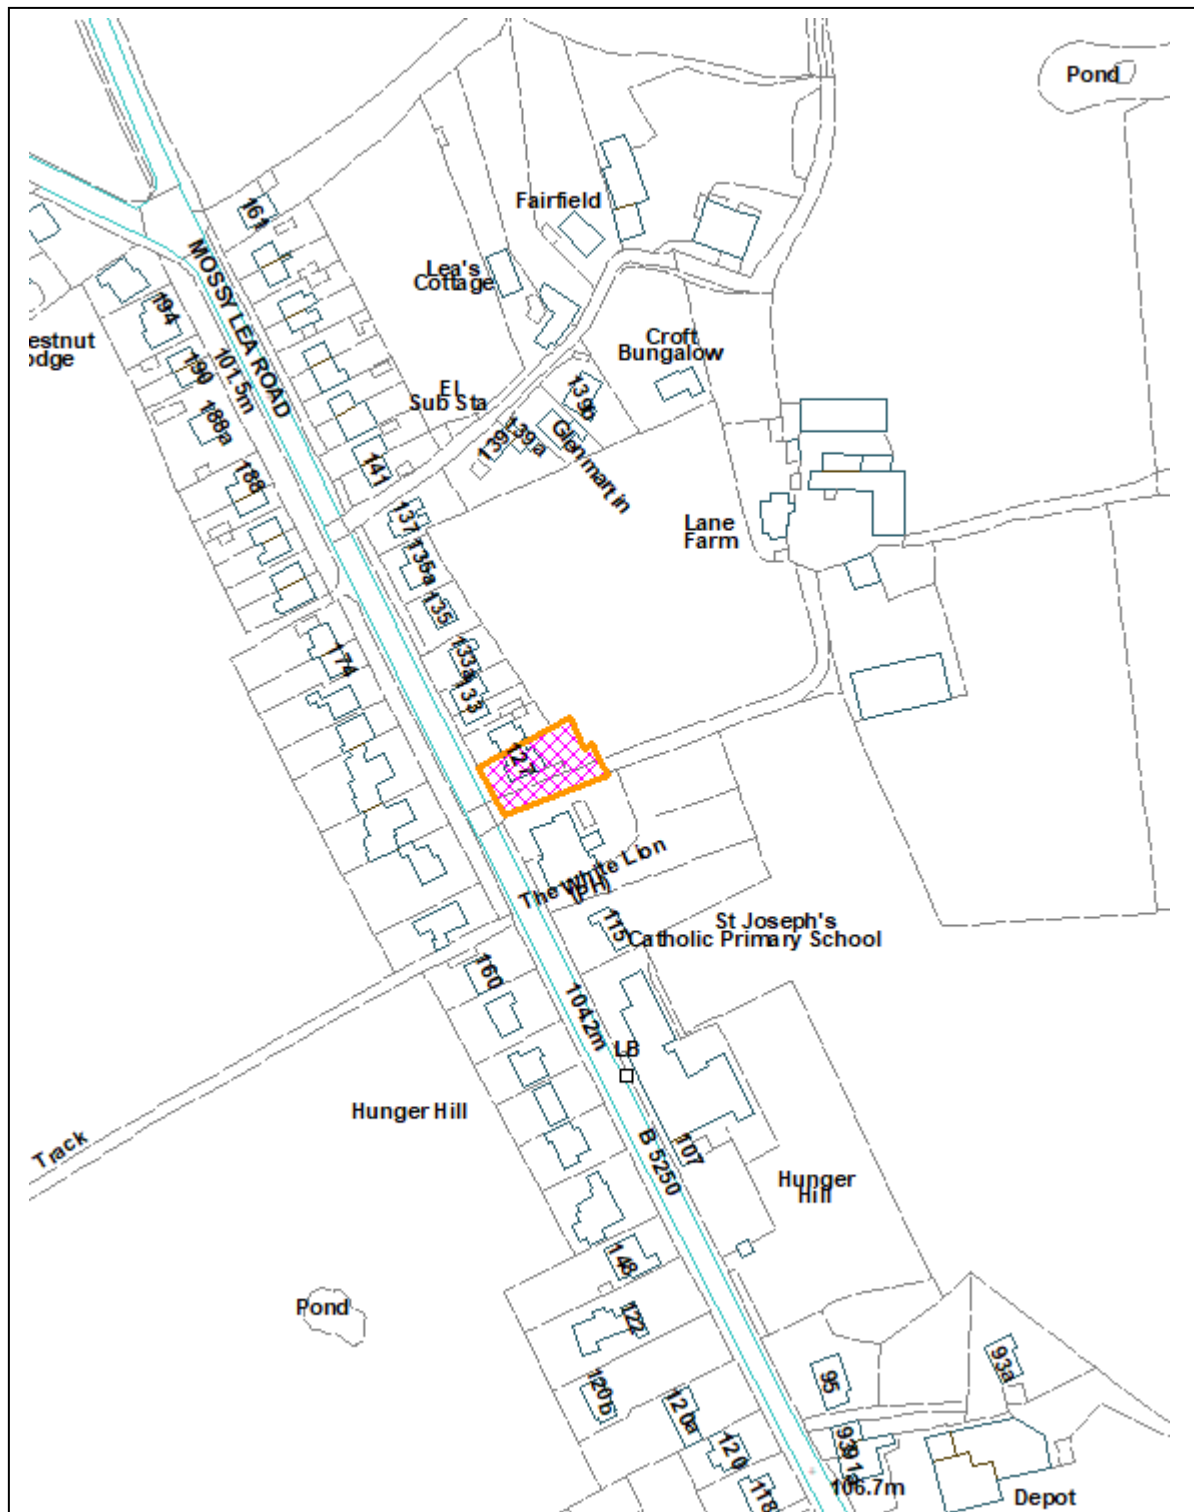 Pond
161
Fairfield
MOSSY LEA ROAD
Lea's
Cottage
194
estnut
odge
Croft
Bungalow
190
101.5m
El
Sub Sta
139b
188a
139
139a
Glenmartin
141
188
137
Lane
Farm
135a
135
133a
174
133
127
The White Lion
(PH)
115
St Joseph's
Catholic Primary School
160
104.2m
LB
Hunger Hill
Track
B 5250
107
Hunger
Hill
148
Pond
122
93a
95
120b
120a
120
93
91a
118
106.7m
Depot